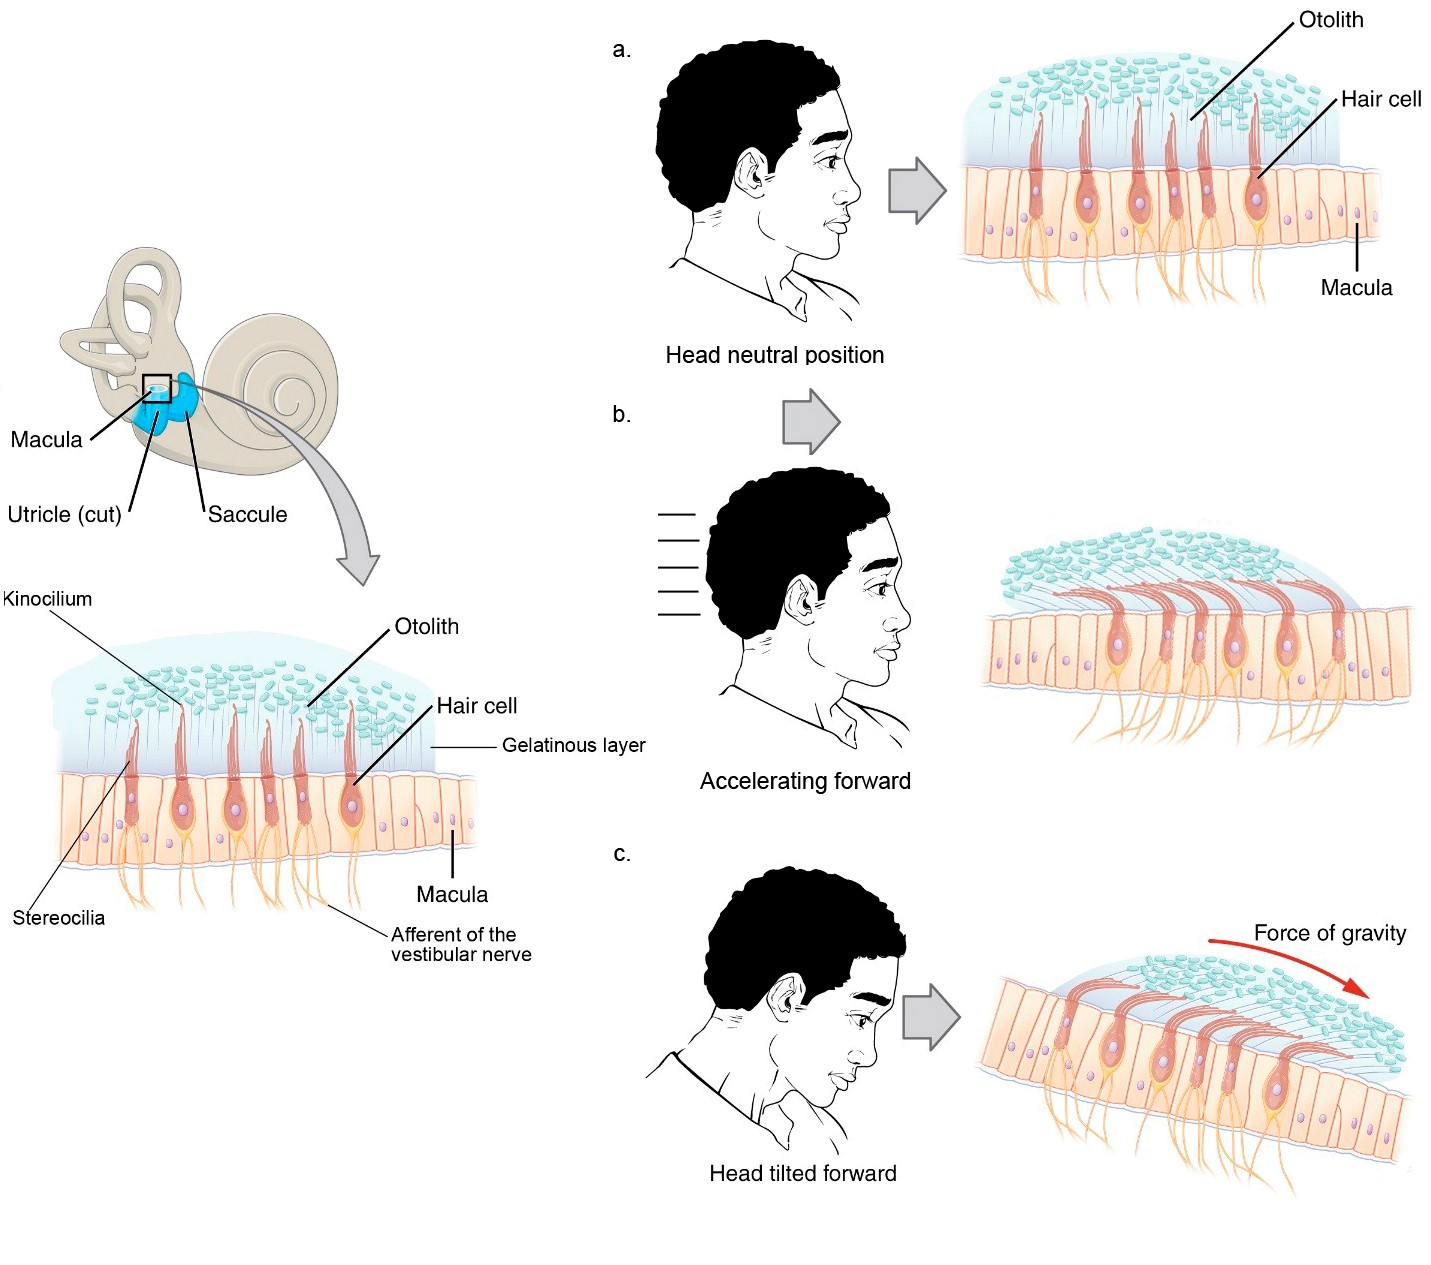 Macula
Utricle (cut)
Saccule
Kinocilium
Otolith
Hair cell
Gelatinous layer
Macula
Stereocilia
Afferent of the
vestibular nerve
a.
Otolith
Hair cell
Macula
Head neutral position
b.
Accelerating forward
c.
Force of gravity
Head tilted forward